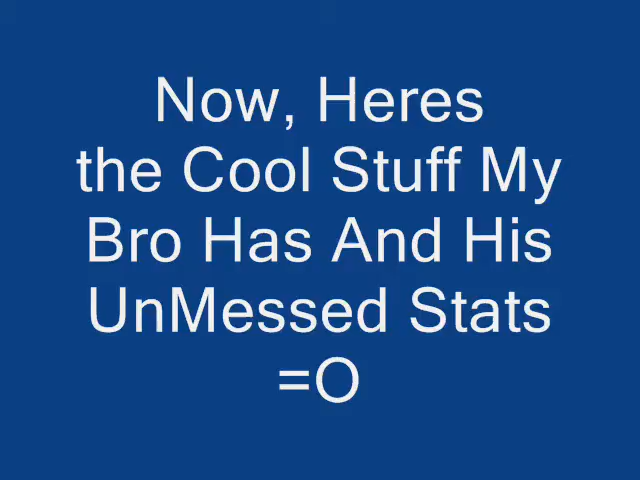 Now, Heres
the Cool Stuff My
Bro Has And His
UnMessed Stats
=O